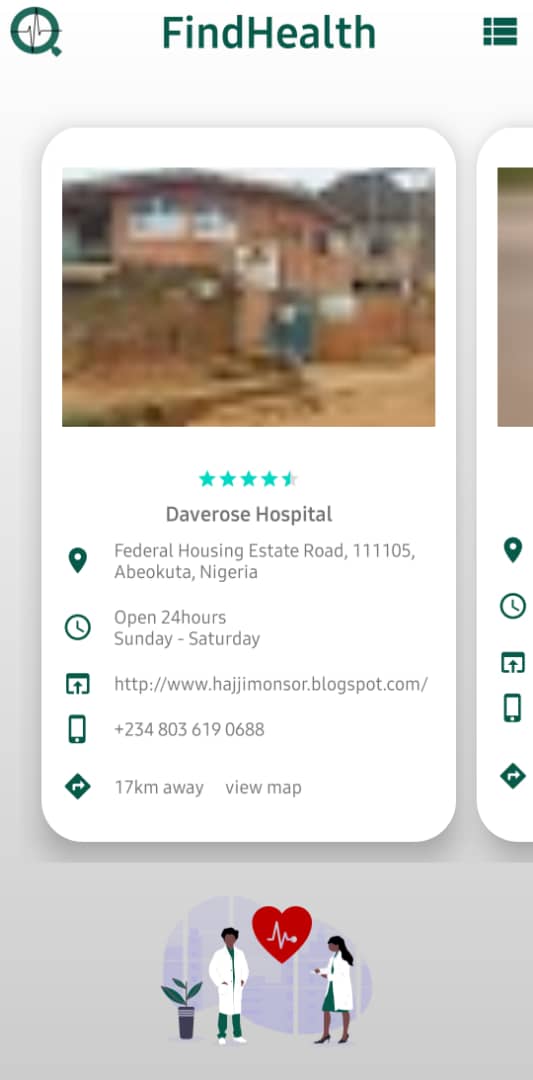 FindHealth
Daverose Hospital
Federal Housing Estate Road, 111105,
Abeokuta, Nigeria
Open 24hours
Sunday - Saturday
http://www.hajjimonsor.blogspot.com/
+234 803 619 0688
17km away view map